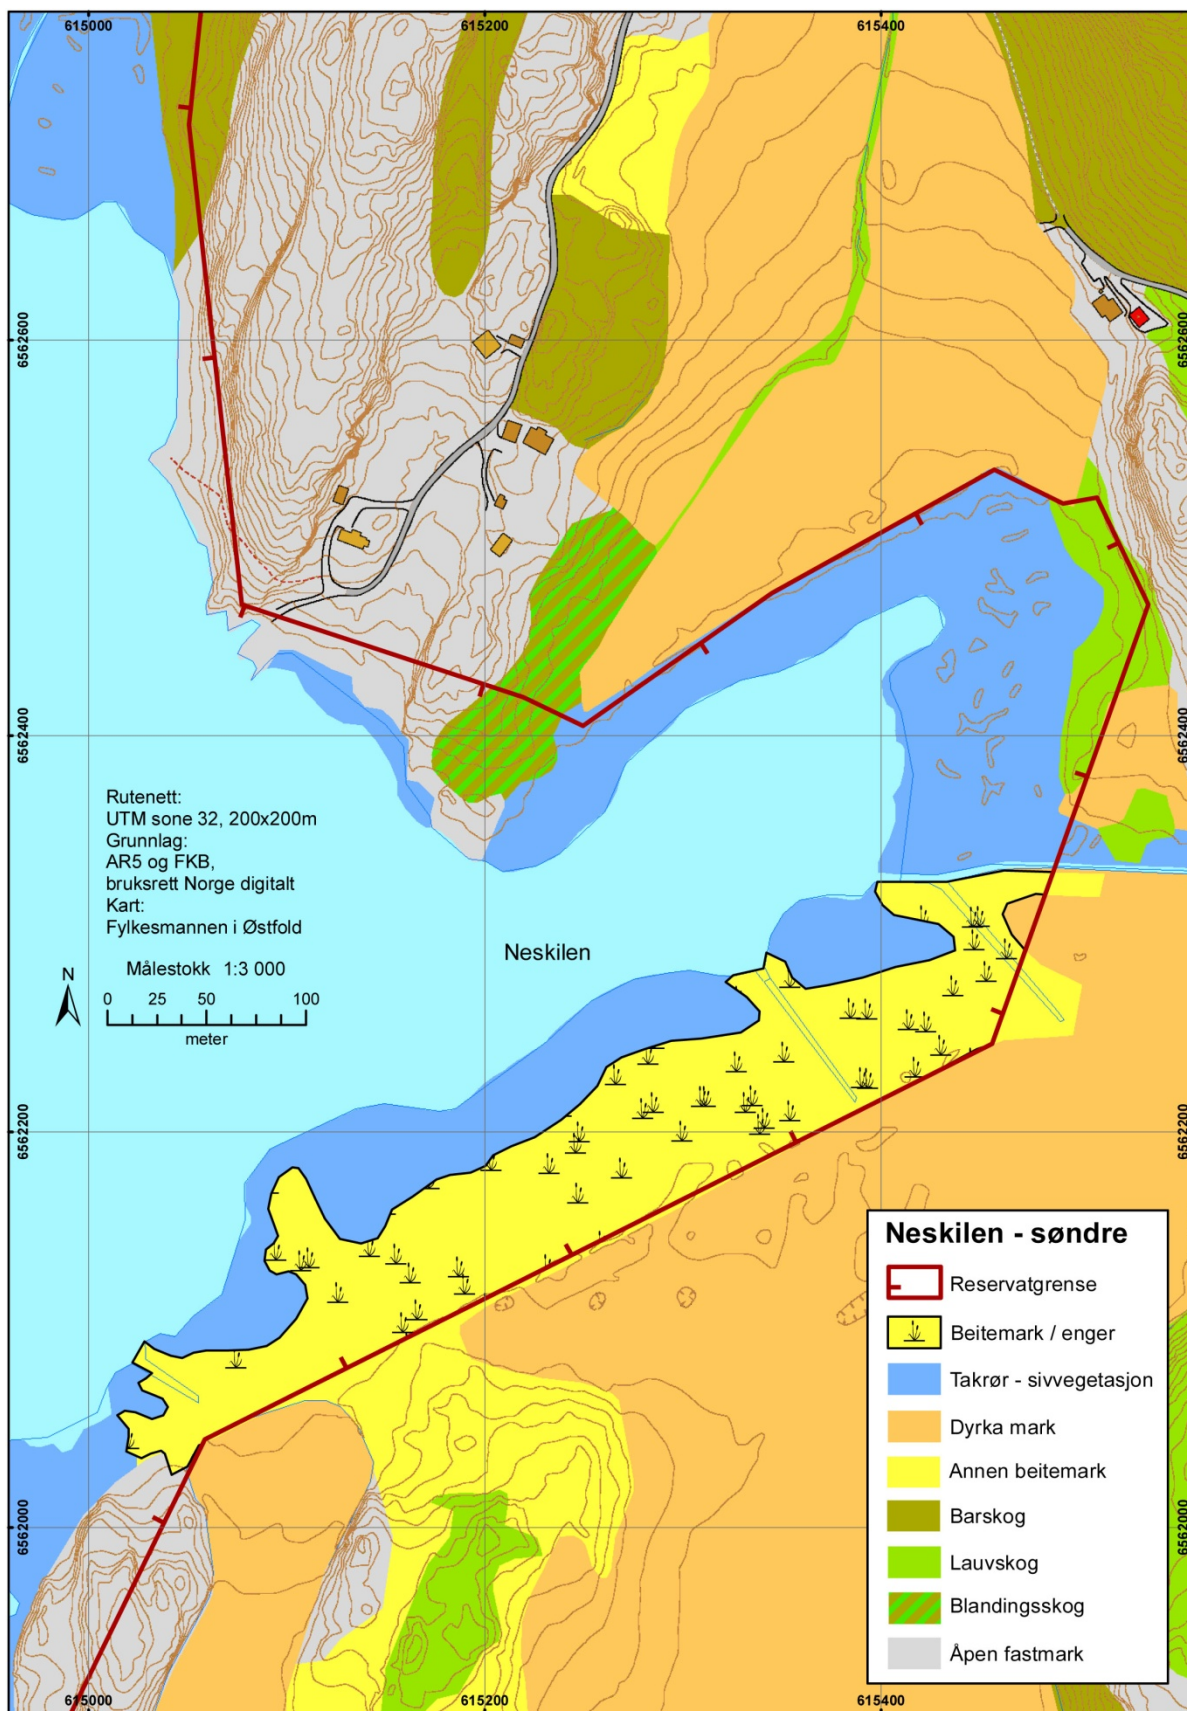 615000
615200
615400
6562600
6562600
6562400
6562400
Rutenett:
UTM sone 32, 200x200m
Grunnlag:
AR5 og FKB,
bruksrett Norge digitalt
Kart:
Fylkesmannen i Østfold
Målestokk 1:3 000
N
0 25 50 100
meter
Neskilen
6562200
6562200
Neskilen - søndre
Reservatgrense
Beitemark / enger
Takrør - sivvegetasjon
Dyrka mark
Annen beitemark
Barskog
Lauvskog
Blandingsskog
Åpen fastmark
6562000
6562000
615000
615200
615400